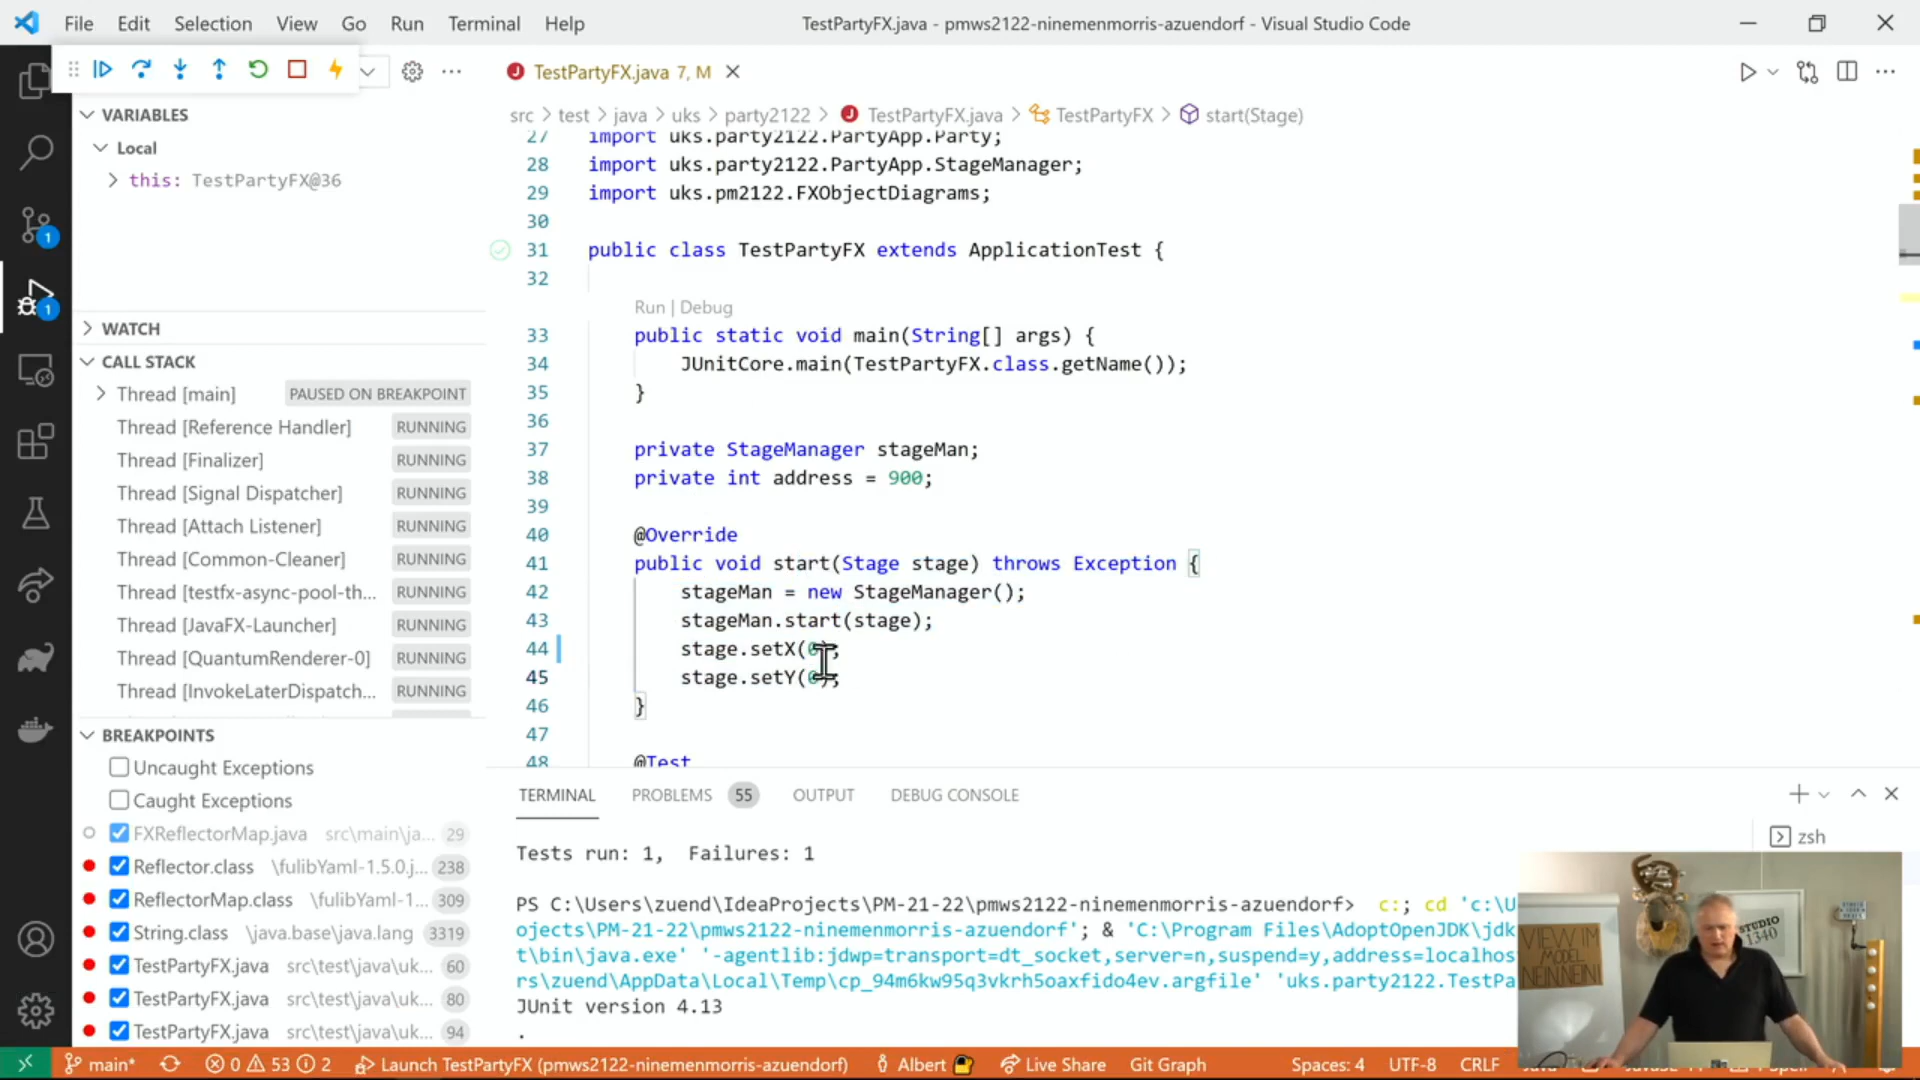 File Edit Selection View Go Run Terminal Help TestPartyFX.java - pmws2122-ninemenmorris-azuendorf - Visual Studio Code
TestPartyFX.java 7, M
src > test > java > uks > party2122 > TestPartyFX.java > TestPartyFX > start(Stage)
VARIABLES
Local
this: TestPartyFX@36
WATCH
CALL STACK
Thread [main] PAUSED ON BREAKPOINT
Thread [Reference Handler] RUNNING
Thread [Finalizer] RUNNING
Thread [Signal Dispatcher] RUNNING
Thread [Attach Listener] RUNNING
Thread [Common-Cleaner] RUNNING
Thread [testfx-async-pool-th... RUNNING
Thread [JavaFX-Launcher] RUNNING
Thread [QuantumRenderer-0] RUNNING
Thread [InvokeLaterDispatch... RUNNING
BREAKPOINTS
Uncaught Exceptions
Caught Exceptions
FXReflectorMap.java src\main\ja... 29
Reflector.class \fulibYaml-1.5.0.j... 238
ReflectorMap.class \fulibYaml-1... 309
String.class \java.base\java.lang 3319
TestPartyFX.java src\test\java\uk... 60
TestPartyFX.java src\test\java\uk... 80
TestPartyFX.java src\test\java\uk... 94
1
1
27 import uks.party2122.PartyApp.Party;
28 import uks.party2122.PartyApp.StageManager;
29 import uks.pm2122.FXObjectDiagrams;
30
31 public class TestPartyFX extends ApplicationTest {
32
Run | Debug
33 public static void main(String[] args) {
34 JUnitCore.main(TestPartyFX.class.getName());
35 }
36
37 private StageManager stageMan;
38 private int address = 900;
39
40 @Override
41 public void start(Stage stage) throws Exception {
42 stageMan = new StageManager();
43 stageMan.start(stage);
44 stage.setX(0);
45 stage.setY(0);
46 }
47
48 @Test
TERMINAL PROBLEMS 55 OUTPUT DEBUG CONSOLE
zsh
Tests run: 1, Failures: 1
PS C:\Users\zuend\IdeaProjects\PM-21-22\pmws2122-ninemenmorris-azuendorf> c:; cd 'c:\U
ojects\PM-21-22\pmws2122-ninemenmorris-azuendorf'; & 'C:\Program Files\AdoptOpenJDK\jdk
t\bin\java.exe' '-agentlib:jdwp=transport=dt_socket,server=n,suspend=y,address=localhos
rs\zuend\AppData\Local\Temp\cp_94m6kw95q3vkrh5oaxfido4ev.argfile' 'uks.party2122.TestPa
JUnit version 4.13
.
VIEW IM
MODEL
NEIN NEIN!
STUDIO
1340
main* 0 53 2 Launch TestPartyFX (pmws2122-ninemenmorris-azuendorf) Albert Live Share Git Graph Spaces: 4 UTF-8 CRLF